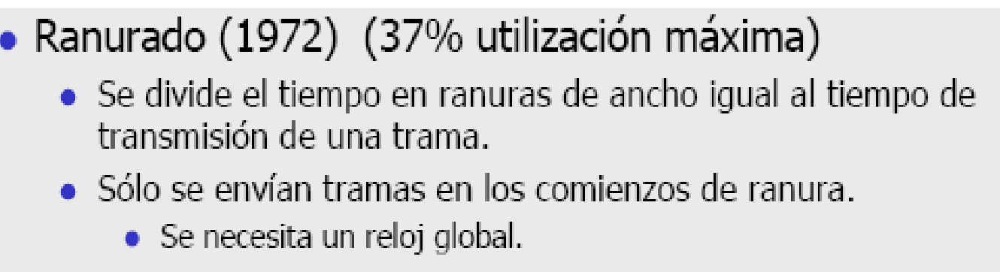 • Ranurado (1972) (37% utilización máxima)
• Se divide el tiempo en ranuras de ancho igual al tiempo de
transmisión de una trama.
• Sólo se envían tramas en los comienzos de ranura.
• Se necesita un reloj global.